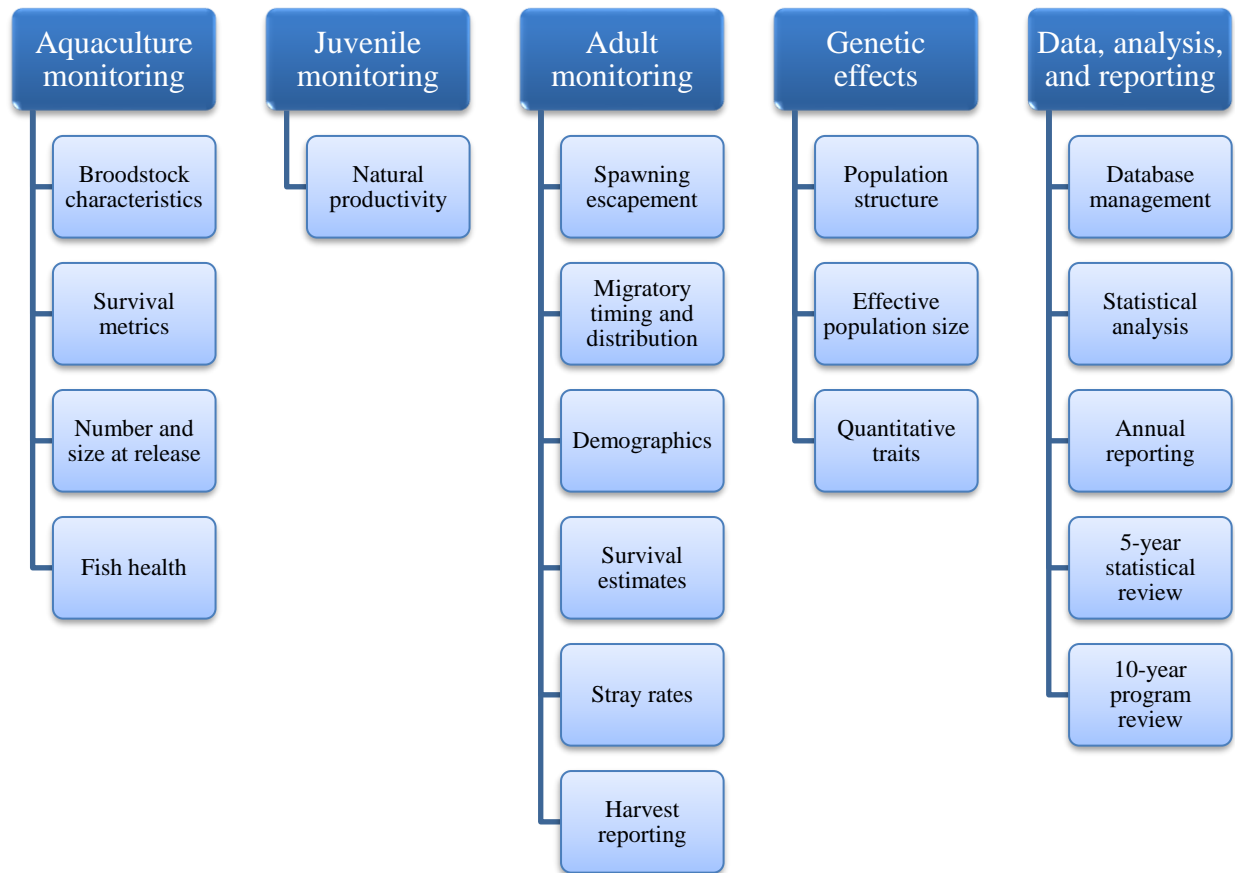 Aquaculture
monitoring
Broodstock
characteristics
Survival
metrics
Number and
size at release
Fish health
Juvenile
monitoring
Natural
productivity
Adult
monitoring
Spawning
escapement
Migratory
timing and
distribution
Demographics
Survival
estimates
Stray rates
Harvest
reporting
Genetic
effects
Population
structure
Effective
population size
Quantitative
traits
Data, analysis,
and reporting
Database
management
Statistical
analysis
Annual
reporting
5-year
statistical
review
10-year
program
review